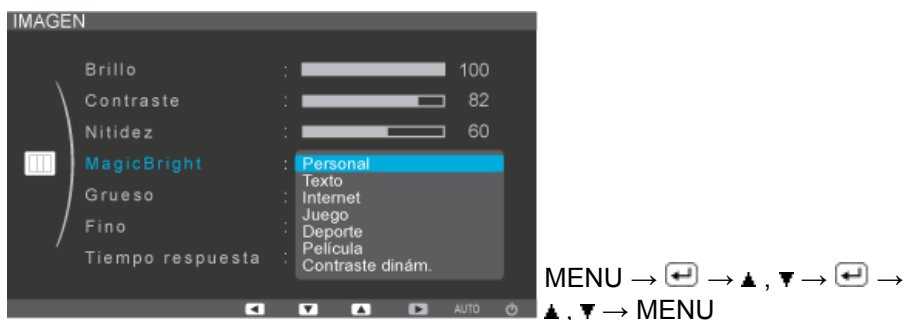 IMAGEN
Brillo : 100
Contraste : 82
Nitidez : 60
MagicBright : Personal
Texto
Grueso : Internet
Juego
Fino : Deporte
Película
Tiempo respuesta : Contraste dinám.
AUTO
MENU → → ▲ , ▼ → →
▲ , ▼ → MENU